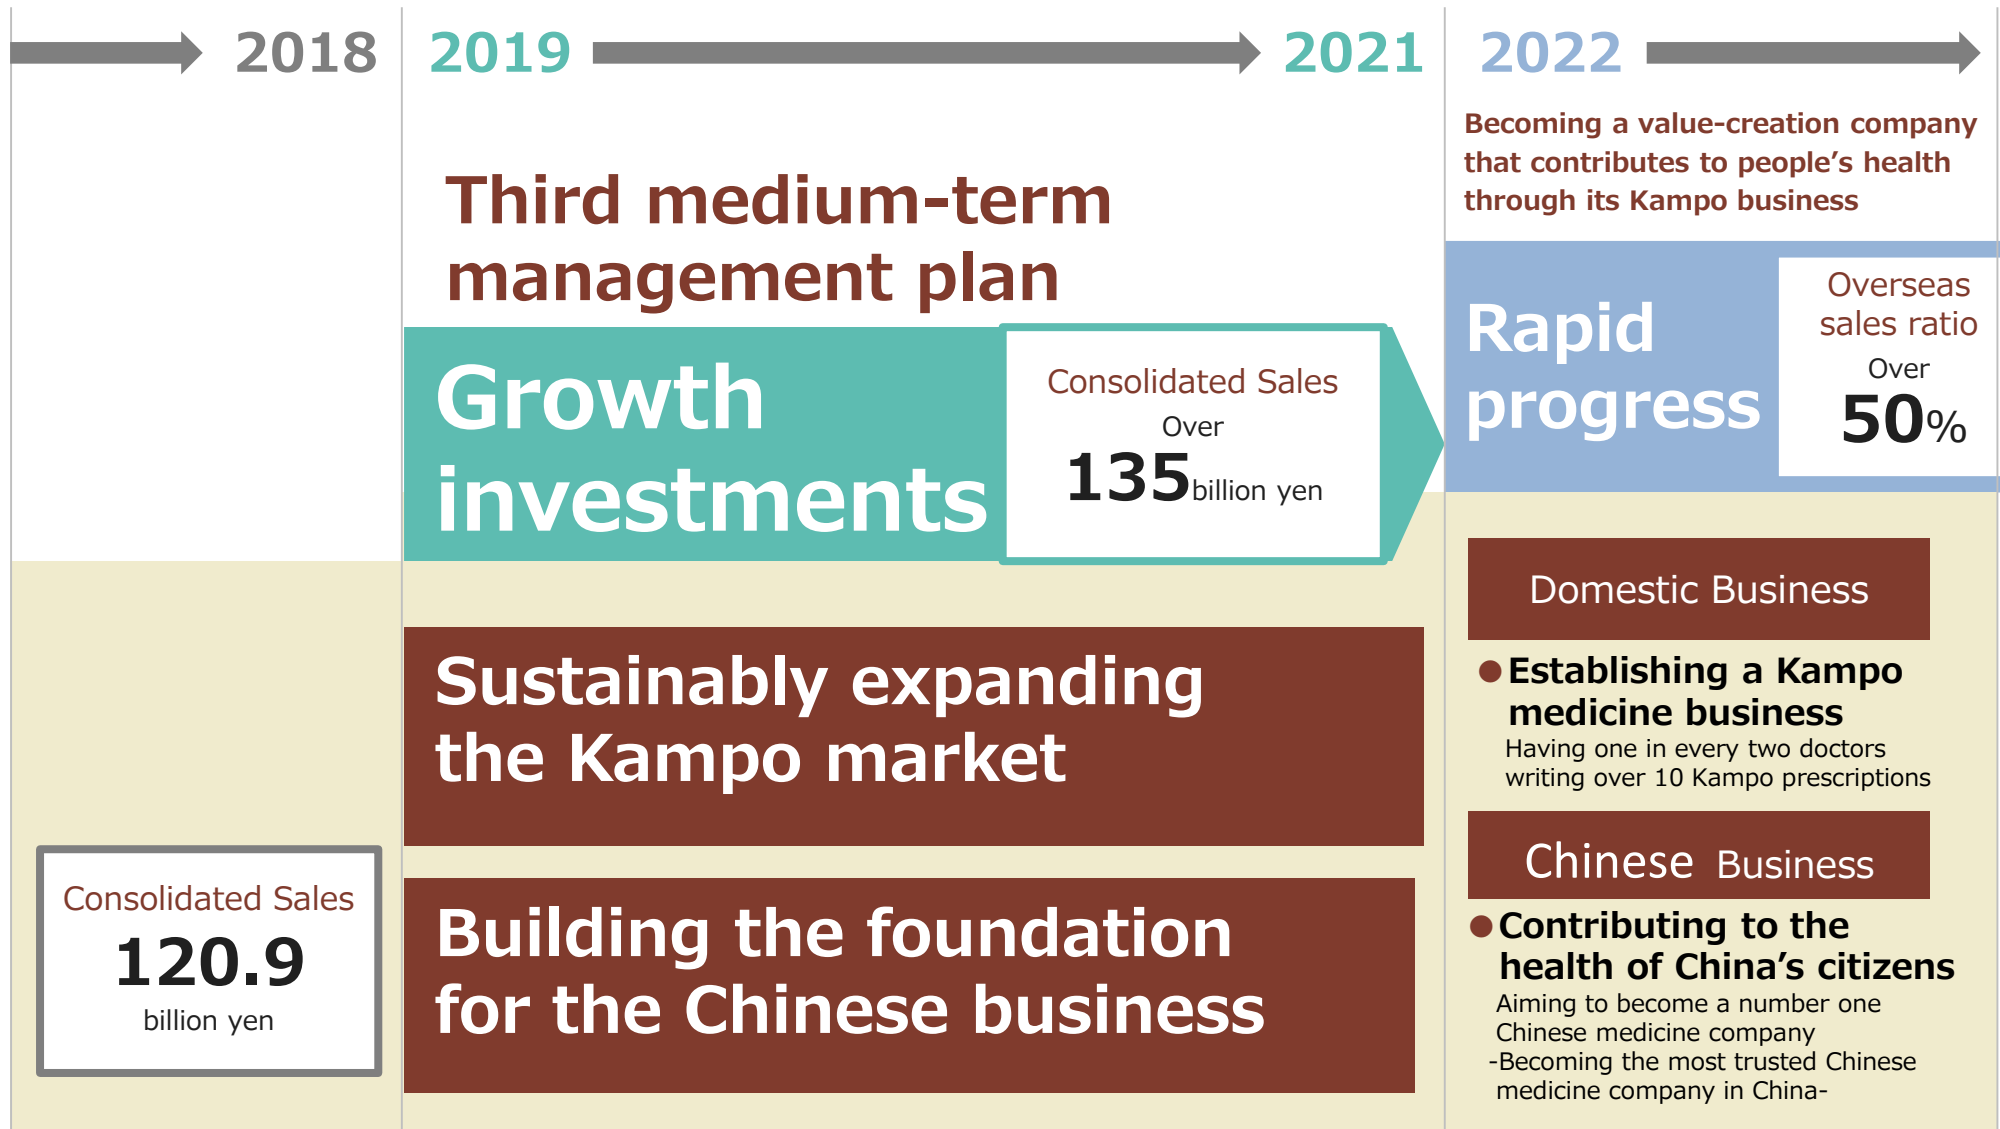 2018
2019
2021
2022
Consolidated Sales
120.9
billion yen
Third medium-term
management plan
Growth
investments
Consolidated Sales
Over
135billion yen
Sustainably expanding
the Kampo market
Building the foundation
for the Chinese business
Becoming a value-creation company
that contributes to people’s health
through its Kampo business
Rapid
progress
Overseas
sales ratio
Over
50%
Domestic Business
●Establishing a Kampo
medicine business
Having one in every two doctors
writing over 10 Kampo prescriptions
Chinese Business
●Contributing to the
health of China’s citizens
Aiming to become a number one
Chinese medicine company
-Becoming the most trusted Chinese
medicine company in China-